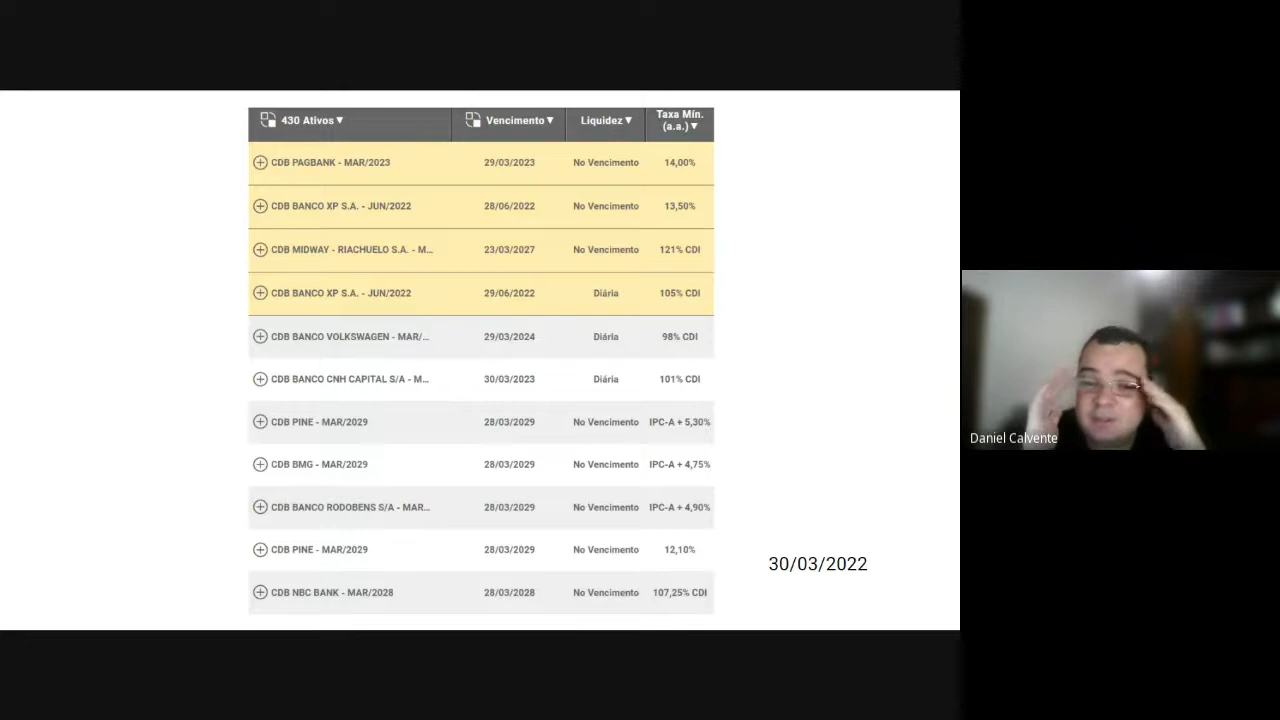 430 Ativos ▼ Vencimento ▼ Liquidez ▼ Taxa Mín. (a.a.) ▼
CDB PAGBANK - MAR/2023 29/03/2023 No Vencimento 14,00%
CDB BANCO XP S.A. - JUN/2022 28/06/2022 No Vencimento 13,50%
CDB MIDWAY - RIACHUELO S.A. - M... 23/03/2027 No Vencimento 121% CDI
CDB BANCO XP S.A. - JUN/2022 29/06/2022 Diária 105% CDI
CDB BANCO VOLKSWAGEN - MAR/... 29/03/2024 Diária 98% CDI
CDB BANCO CNH CAPITAL S/A - M... 30/03/2023 Diária 101% CDI
CDB PINE - MAR/2029 28/03/2029 No Vencimento IPC-A + 5,30%
CDB BMG - MAR/2029 28/03/2029 No Vencimento IPC-A + 4,75%
CDB BANCO RODOBENS S/A - MAR... 28/03/2029 No Vencimento IPC-A + 4,90%
CDB PINE - MAR/2029 28/03/2029 No Vencimento 12,10%
CDB NBC BANK - MAR/2028 28/03/2028 No Vencimento 107,25% CDI
30/03/2022
Daniel Calvente